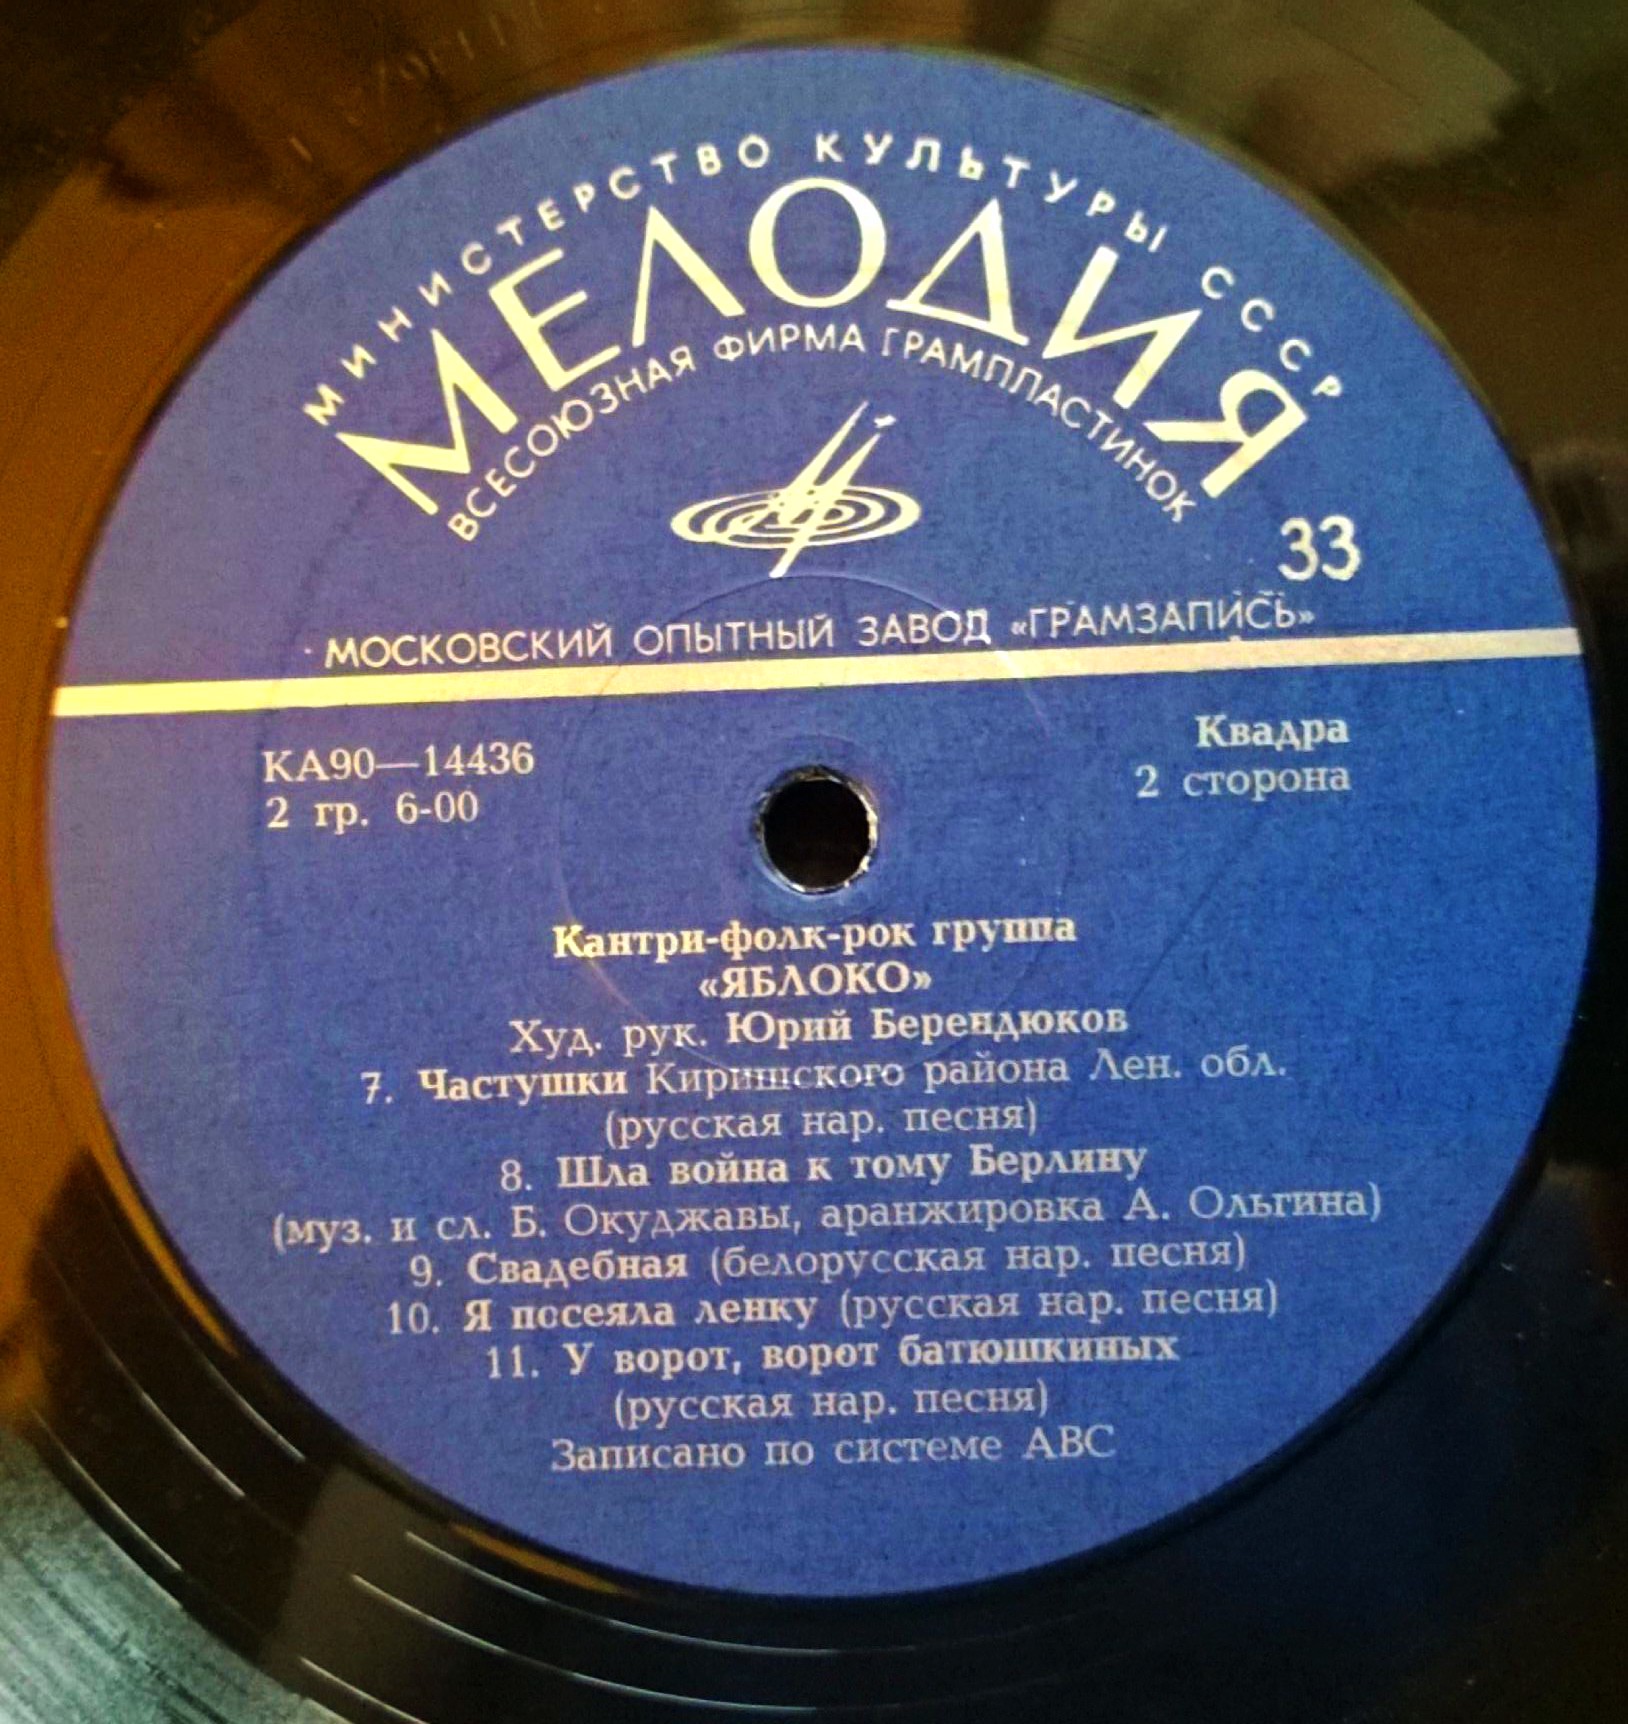 МИНИСТЕРСТВО КУЛЬТУРЫ СССР
МЕЛОДИЯ
ВСЕСОЮЗНАЯ ФИРМА ГРАМПЛАСТИНОК
33
МОСКОВСКИЙ ОПЫТНЫЙ ЗАВОД «ГРАМЗАПИСЬ»
КА90—14436
2 гр. 6-00
Квадра
2 сторона
Кантри-фолк-рок группа
«ЯБЛОКО»
Худ. рук. Юрий Берендюков
7. Частушки Киришского района Лен. обл.
(русская нар. песня)
8. Шла война к тому Берлину
(муз. и сл. Б. Окуджавы, аранжировка А. Ольгина)
9. Свадебная (белорусская нар. песня)
10. Я посеяла ленку (русская нар. песня)
11. У ворот, ворот батюшкиных
(русская нар. песня)
Записано по системе АВС